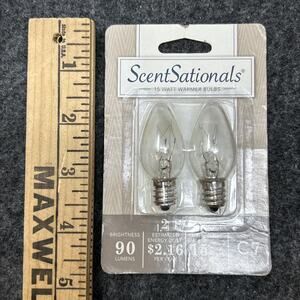 1
2
3
4
5
MAXWEL
ScentSationals®
15 WATT WARMER BULBS
2
BRIGHTNESS
90
LUMENS
ESTIMATED
ENERGY COST
$2.16
PER YEAR